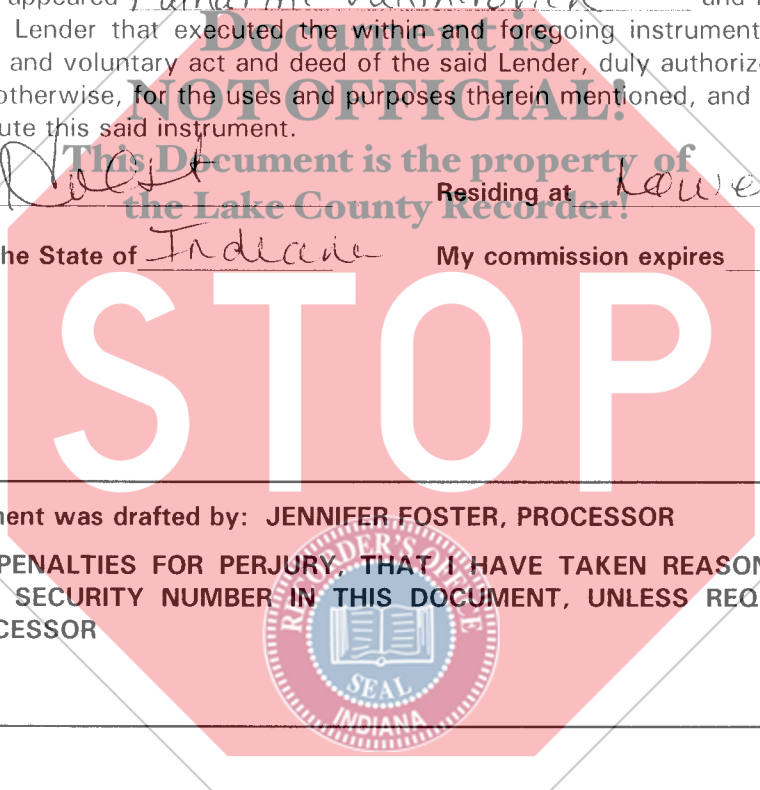 appeared
Document is
Lender that executed the within and foregoing instrument
and voluntary act and deed of the said Lender, duly authoriz
NOT OFFICIAL!
otherwise, for the uses and purposes therein mentioned, and
ute this said instrument.
This Document is the property of
Residing at Lowe
the Lake County Recorder!
he State of Indiana My commission expires
STOP
nent was drafted by: JENNIFER FOSTER, PROCESSOR
PENALTIES FOR PERJURY, THAT I HAVE TAKEN REASON
SECURITY NUMBER IN THIS DOCUMENT, UNLESS REQ
CESSOR
RECORDER'S OFFICE
SEAL
INDIANA